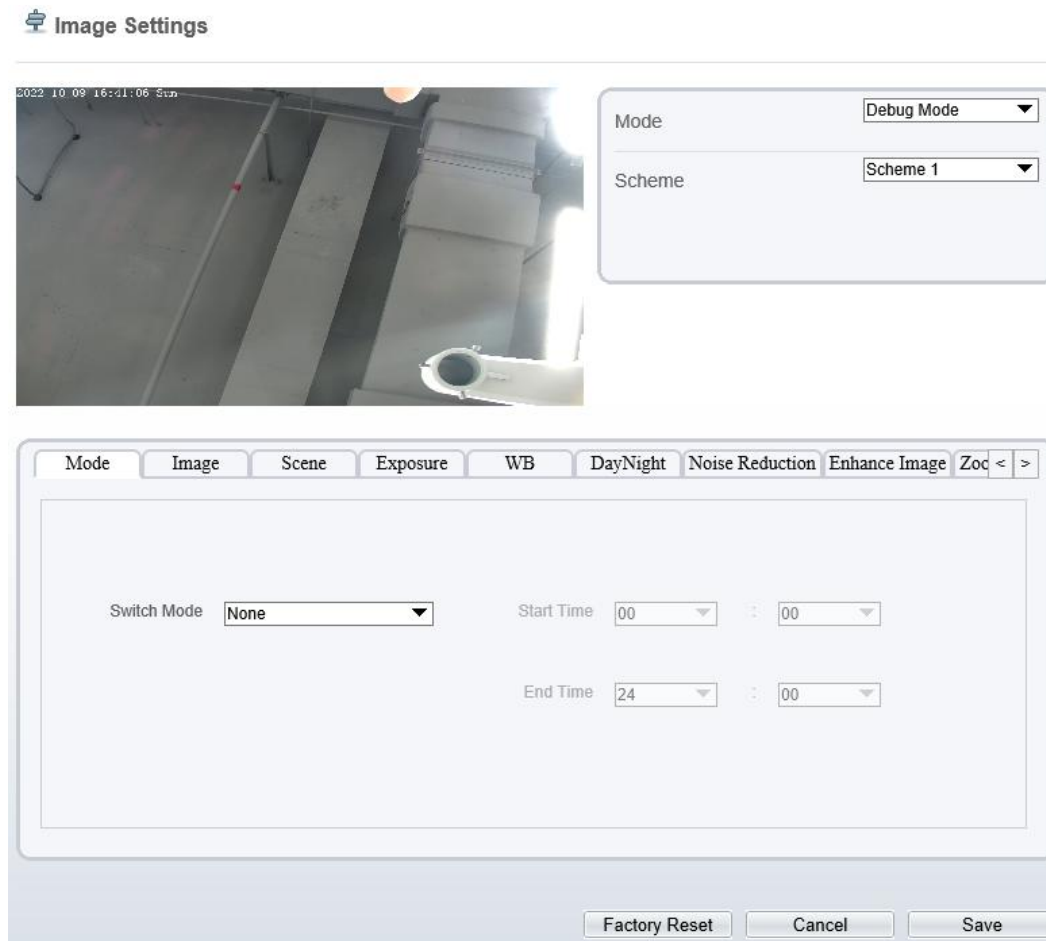 Image Settings
2022 10 09 16:41:06 Sun
Mode
Debug Mode
Scheme
Scheme 1
Mode Image Scene Exposure WB DayNight Noise Reduction Enhance Image Zoc < >
Switch Mode None Start Time 00 : 00
End Time 24 : 00
Factory Reset Cancel Save